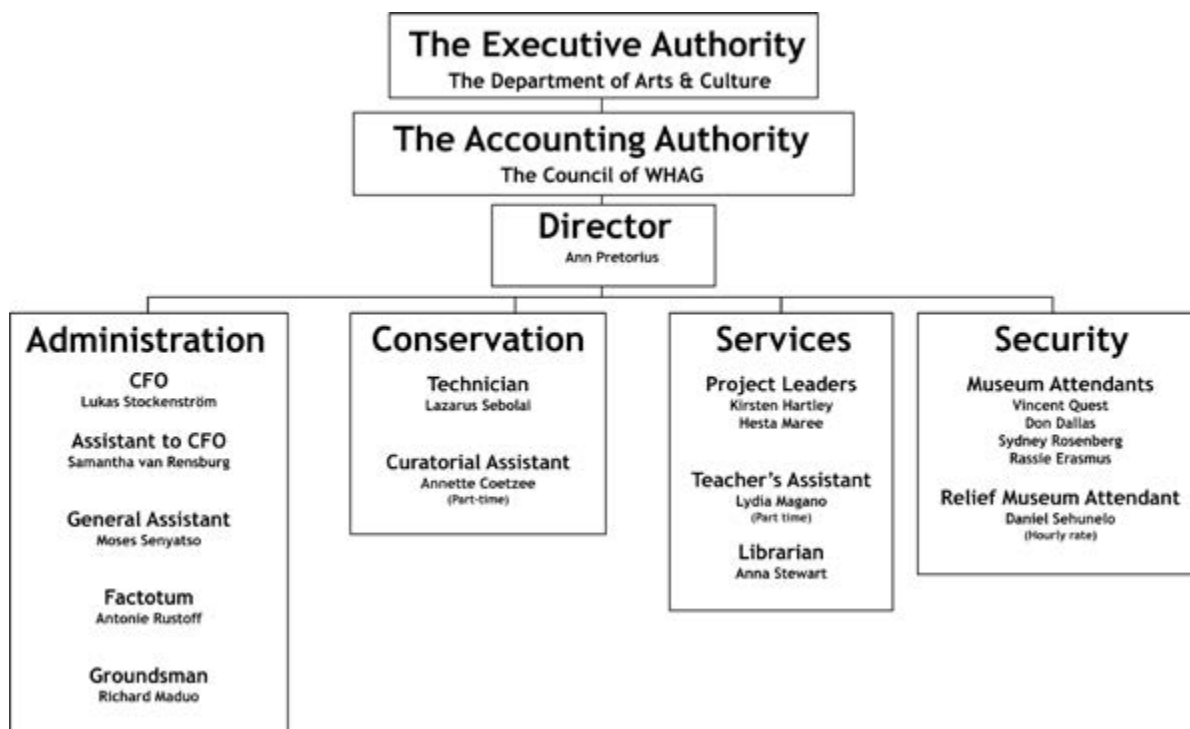 The Executive Authority
The Department of Arts & Culture
The Accounting Authority
The Council of WHAG
Director
Ann Pretorius
Administration
CFO
Lukas Stockenström
Assistant to CFO
Samantha van Rensburg
General Assistant
Moses Senyatso
Factotum
Antonie Rustoff
Groundsman
Richard Maduo
Conservation
Technician
Lazarus Sebolai
Curatorial Assistant
Annette Coetzee
(Part-time)
Services
Project Leaders
Kirsten Hartley
Hesta Maree
Teacher’s Assistant
Lydia Magano
(Part time)
Librarian
Anna Stewart
Security
Museum Attendants
Vincent Quest
Don Dallas
Sydney Rosenberg
Rassie Erasmus
Relief Museum Attendant
Daniel Sehunelo
(Hourly rate)